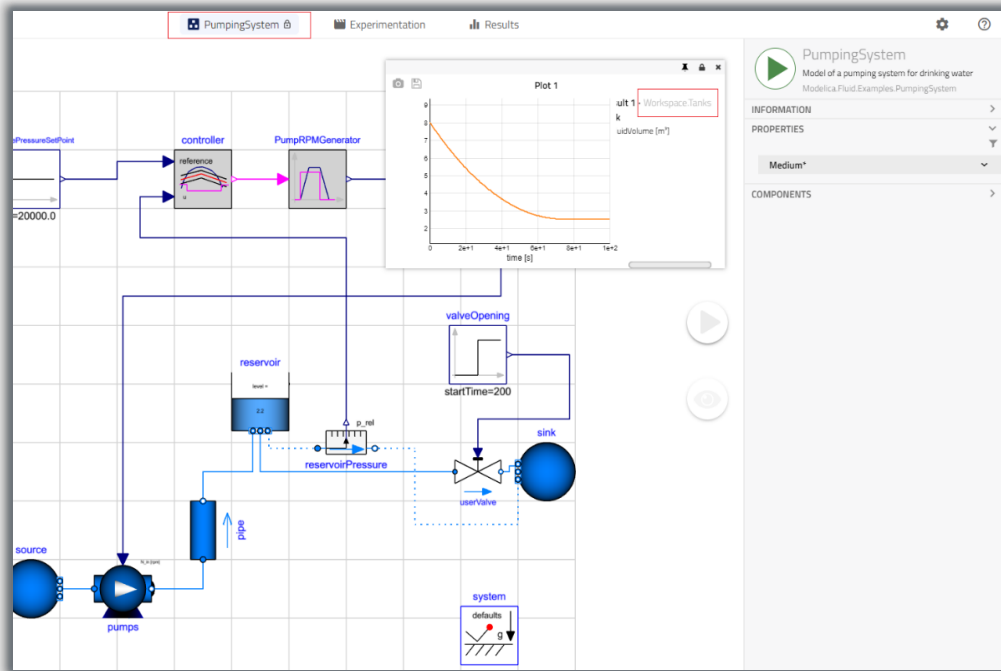 PumpingSystem
Experimentation
Results
PumpingSystem
Model of a pumping system for drinking water
Modelica.Fluid.Examples.PumpingSystem
INFORMATION
PROPERTIES
Medium*
COMPONENTS
Plot 1
ult 1 - Workspace.Tanks
k
uidVolume [m³]
9
8
7
6
5
4
3
2
0
2e+1
4e+1
6e+1
8e+1
1e+2
time [s]
ePressureSetPoint
=20000.0
controller
reference
u
PumpRPMGenerator
valveOpening
startTime=200
reservoir
level =
2.2
p_rel
reservoirPressure
sink
userValve
pipe
source
pumps
system
defaults
g